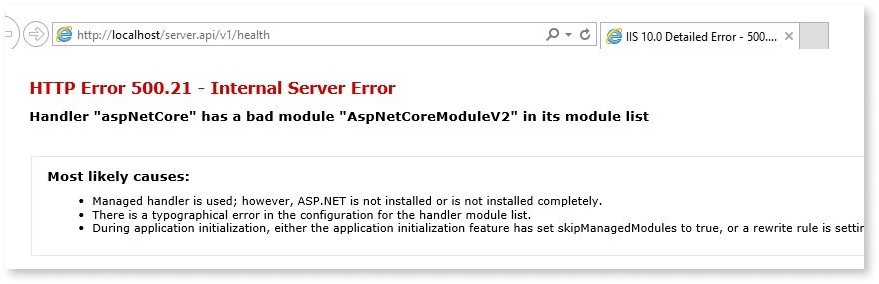 http://localhost/server.api/v1/health
IIS 10.0 Detailed Error - 500....
HTTP Error 500.21 - Internal Server Error
Handler "aspNetCore" has a bad module "AspNetCoreModuleV2" in its module list
Most likely causes:
• Managed handler is used; however, ASP.NET is not installed or is not installed completely.
• There is a typographical error in the configuration for the handler module list.
• During application initialization, either the application initialization feature has set skipManagedModules to true, or a rewrite rule is